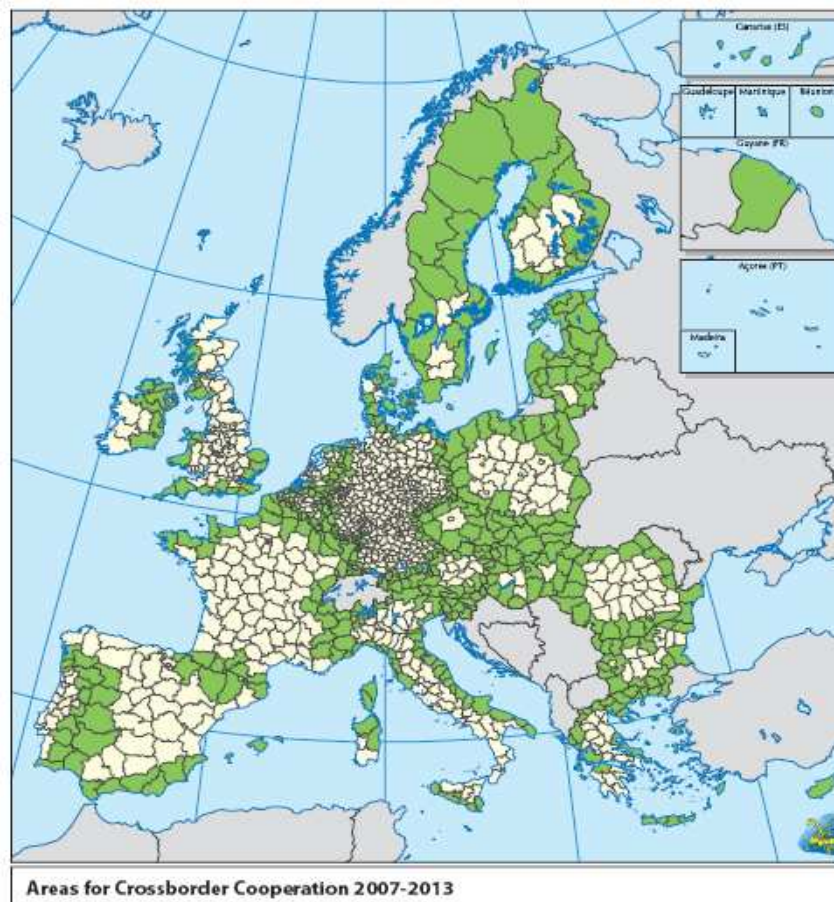 Canarias (ES)
Guadeloupe Martinique Réunion
Guyane (FR)
Açores (PT)
Madeira
Areas for Crossborder Cooperation 2007-2013